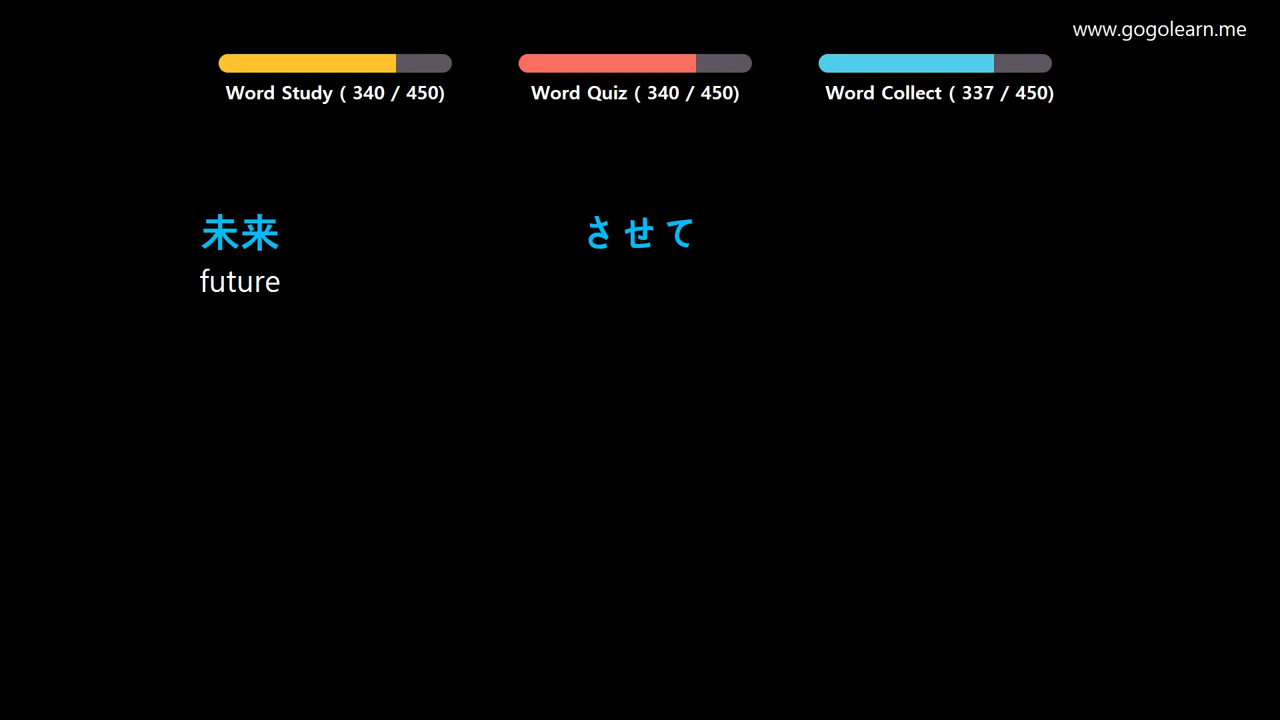 www.gogolearn.me
Word Study ( 340 / 450)
Word Quiz ( 340 / 450)
Word Collect ( 337 / 450)
未来
させて
future